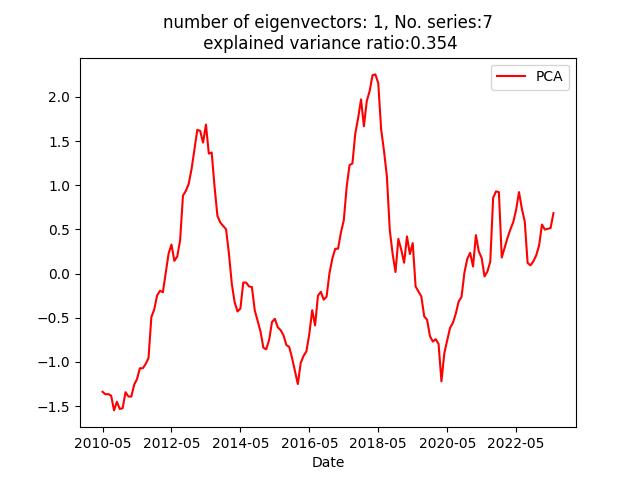 number of eigenvectors: 1, No. series:7
explained variance ratio:0.354
PCA
2.0
1.5
1.0
0.5
0.0
−0.5
−1.0
−1.5
2010-05 2012-05 2014-05 2016-05 2018-05 2020-05 2022-05
Date